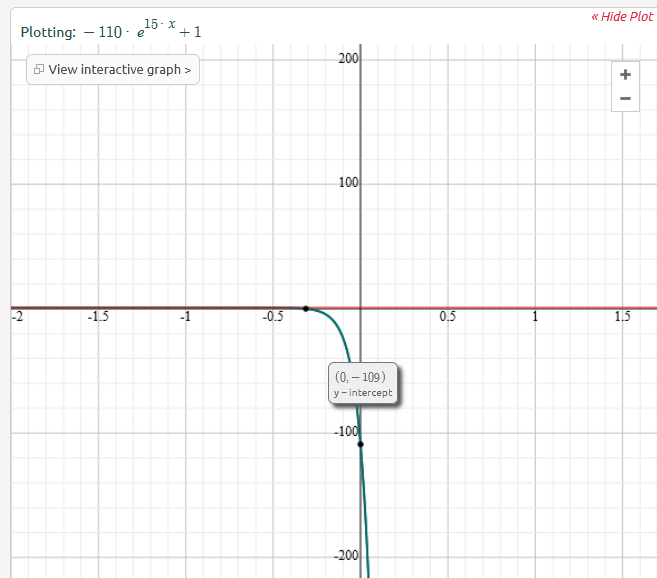 « Hide Plot
Plotting: − 110 · e^15· x + 1
View interactive graph >
+
−
200
100
-2 -1.5 -1 -0.5 0.5 1 1.5
(0, − 109)
y − intercept
-100
-200